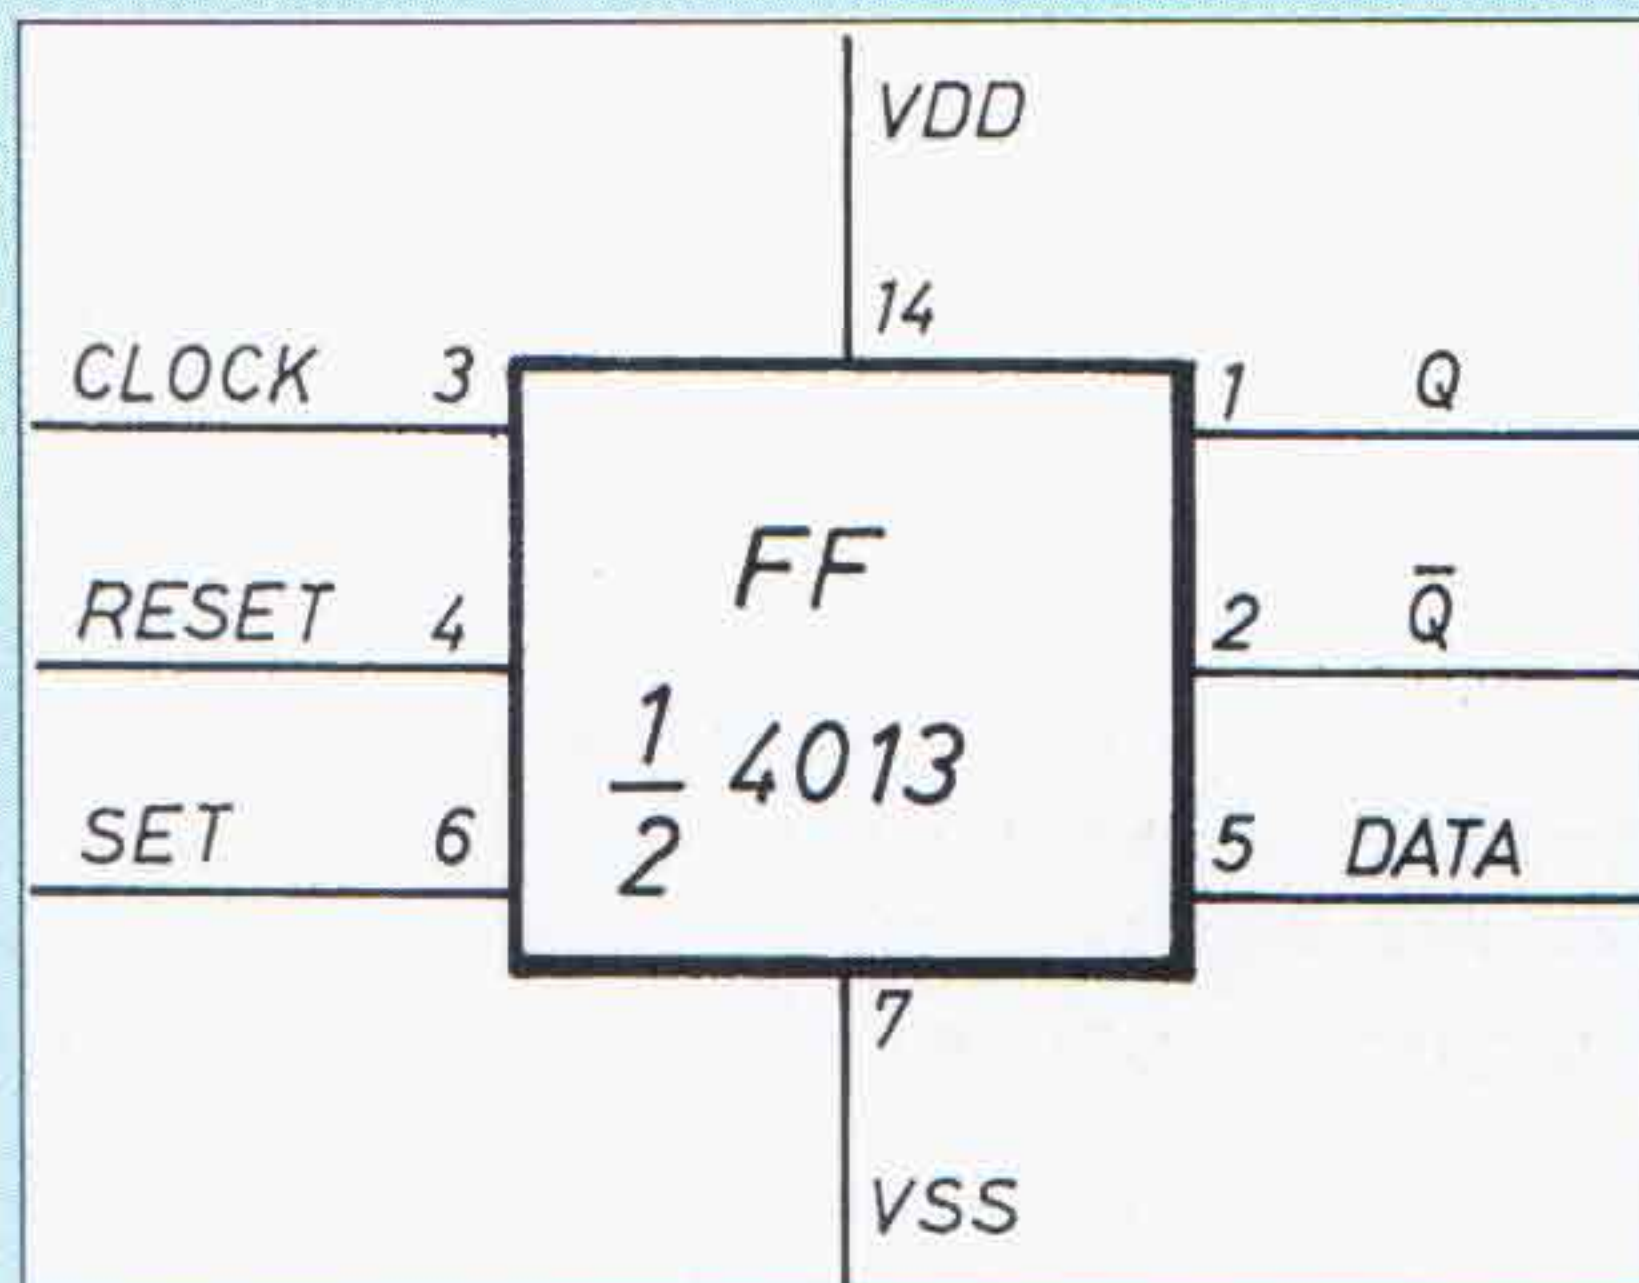 VDD
14
CLOCK 3
1 Q
FF
RESET 4
2 Q̅
1/2 4013
SET 6
5 DATA
7
VSS